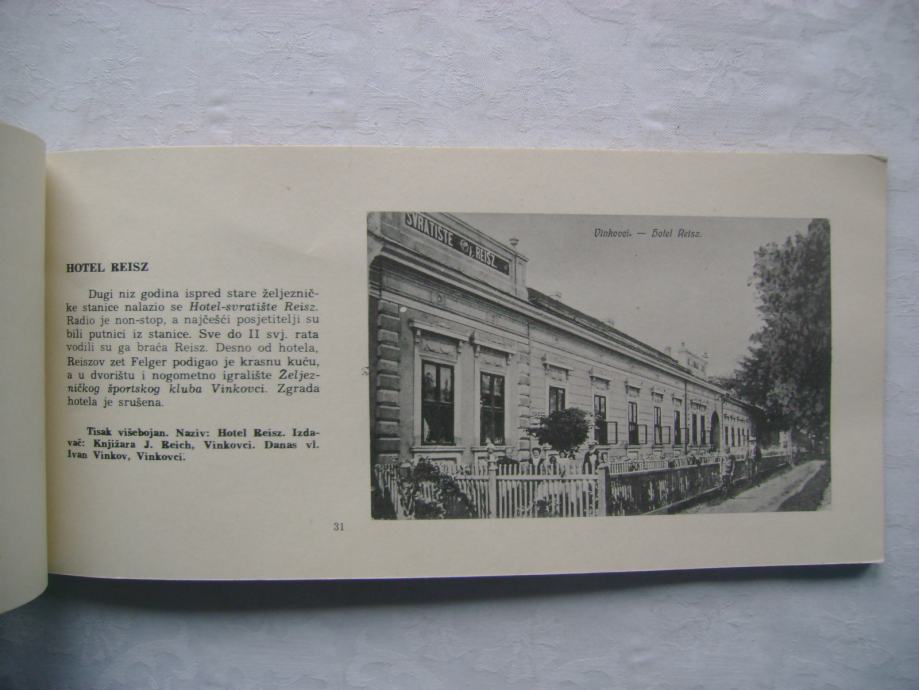 HOTEL REISZ
Dugi niz godina ispred stare željeznič-
ke stanice nalazio se Hotel-svratište Reisz.
Radio je non-stop, a najčešći posjetitelji su
bili putnici iz stanice. Sve do II svj. rata
vodili su ga braća Reisz. Desno od hotela,
Reiszov zet Felger podigao je krasnu kuću,
a u dvorištu i nogometno igralište Željez-
ničkog športskog kluba Vinkovci. Zgrada
hotela je srušena.
Tisak višebojan. Naziv: Hotel Reisz. Izda-
vač: Knjižara J. Reich, Vinkovci. Danas vl.
Ivan Vinkov, Vinkovci.
31
SVRATIŠTE REISZ.
Vinkovci. — Hotel Reisz.